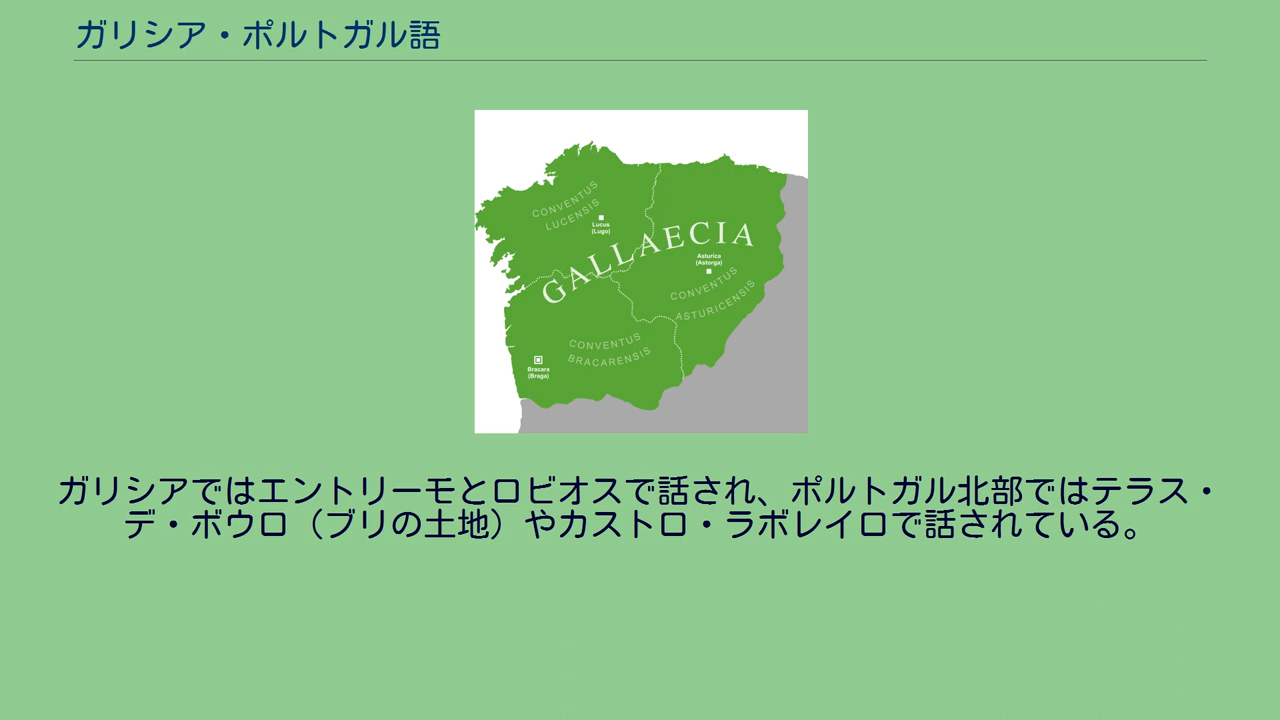 ガリシア・ポルトガル語
CONVENTUS
LUCENSIS
Lucus
(Lugo)
GALLAECIA
Asturica
(Astorga)
CONVENTUS
ASTURICENSIS
CONVENTUS
BRACARENSIS
Bracara
(Braga)
ガリシアではエントリーモとロビオスで話され、ポルトガル北部ではテラス・
デ・ボウロ（ブリの土地）やカストロ・ラボレイロで話されている。